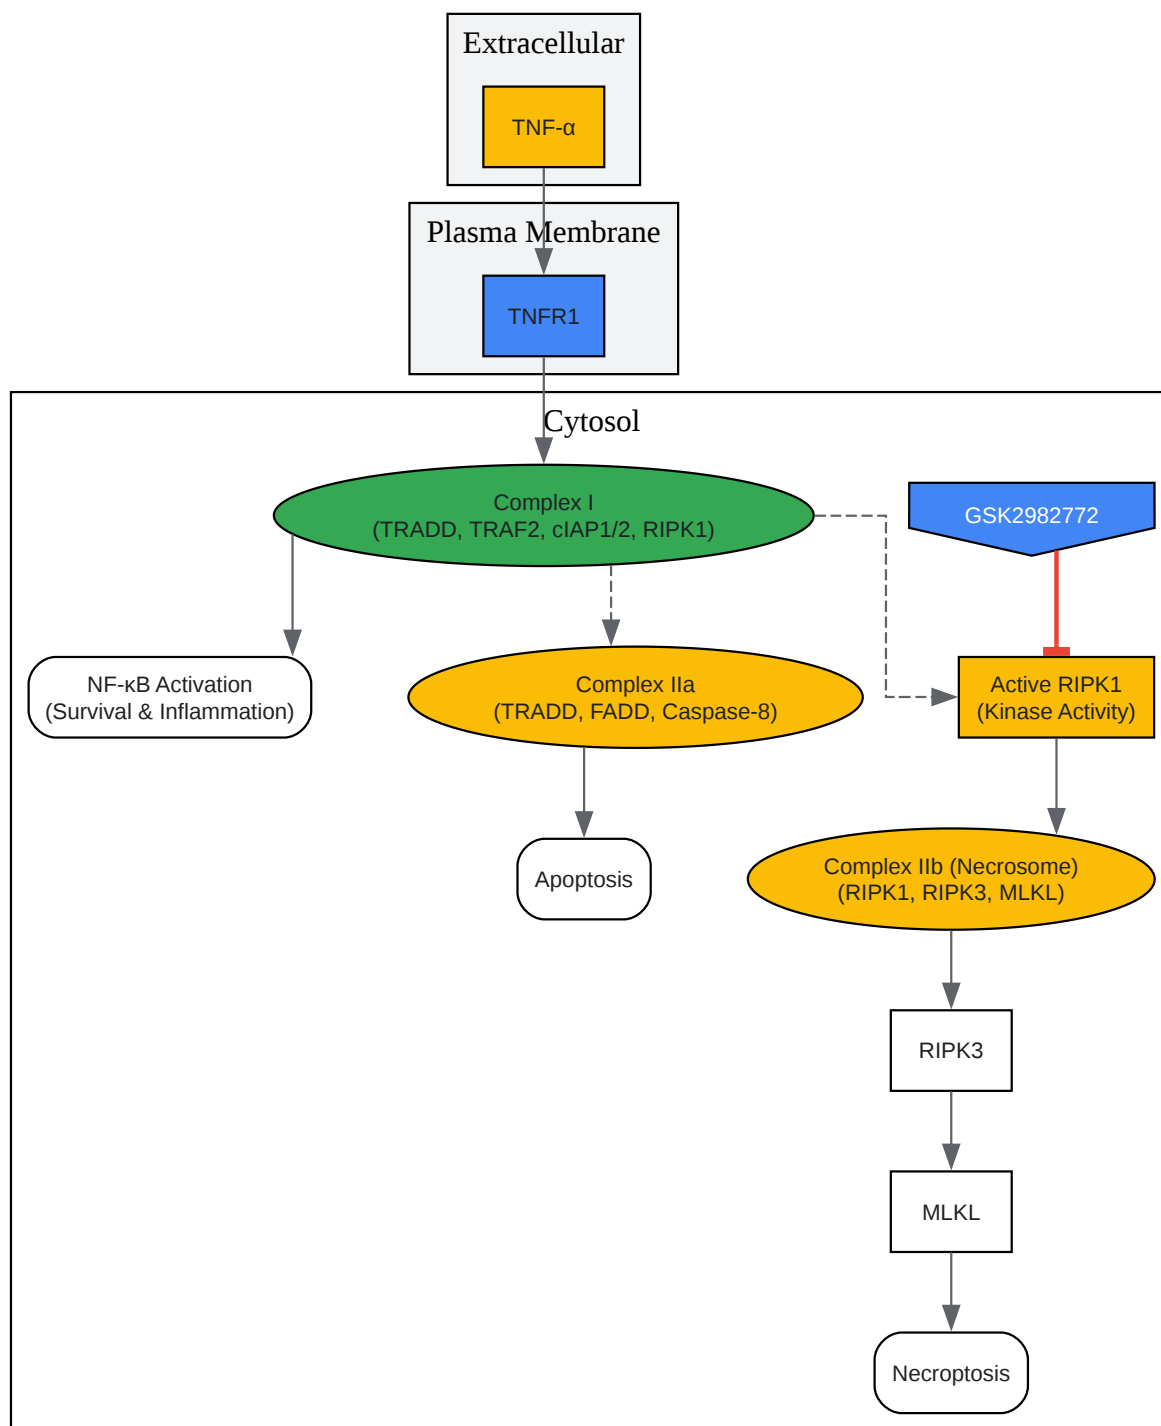 Extracellular
TNF-α
Plasma Membrane
TNFR1
Cytosol
Complex I
(TRADD, TRAF2, cIAP1/2, RIPK1)
GSK2982772
NF-κB Activation
(Survival & Inflammation)
Complex IIa
(TRADD, FADD, Caspase-8)
Active RIPK1
(Kinase Activity)
Apoptosis
Complex IIb (Necrosome)
(RIPK1, RIPK3, MLKL)
RIPK3
MLKL
Necroptosis